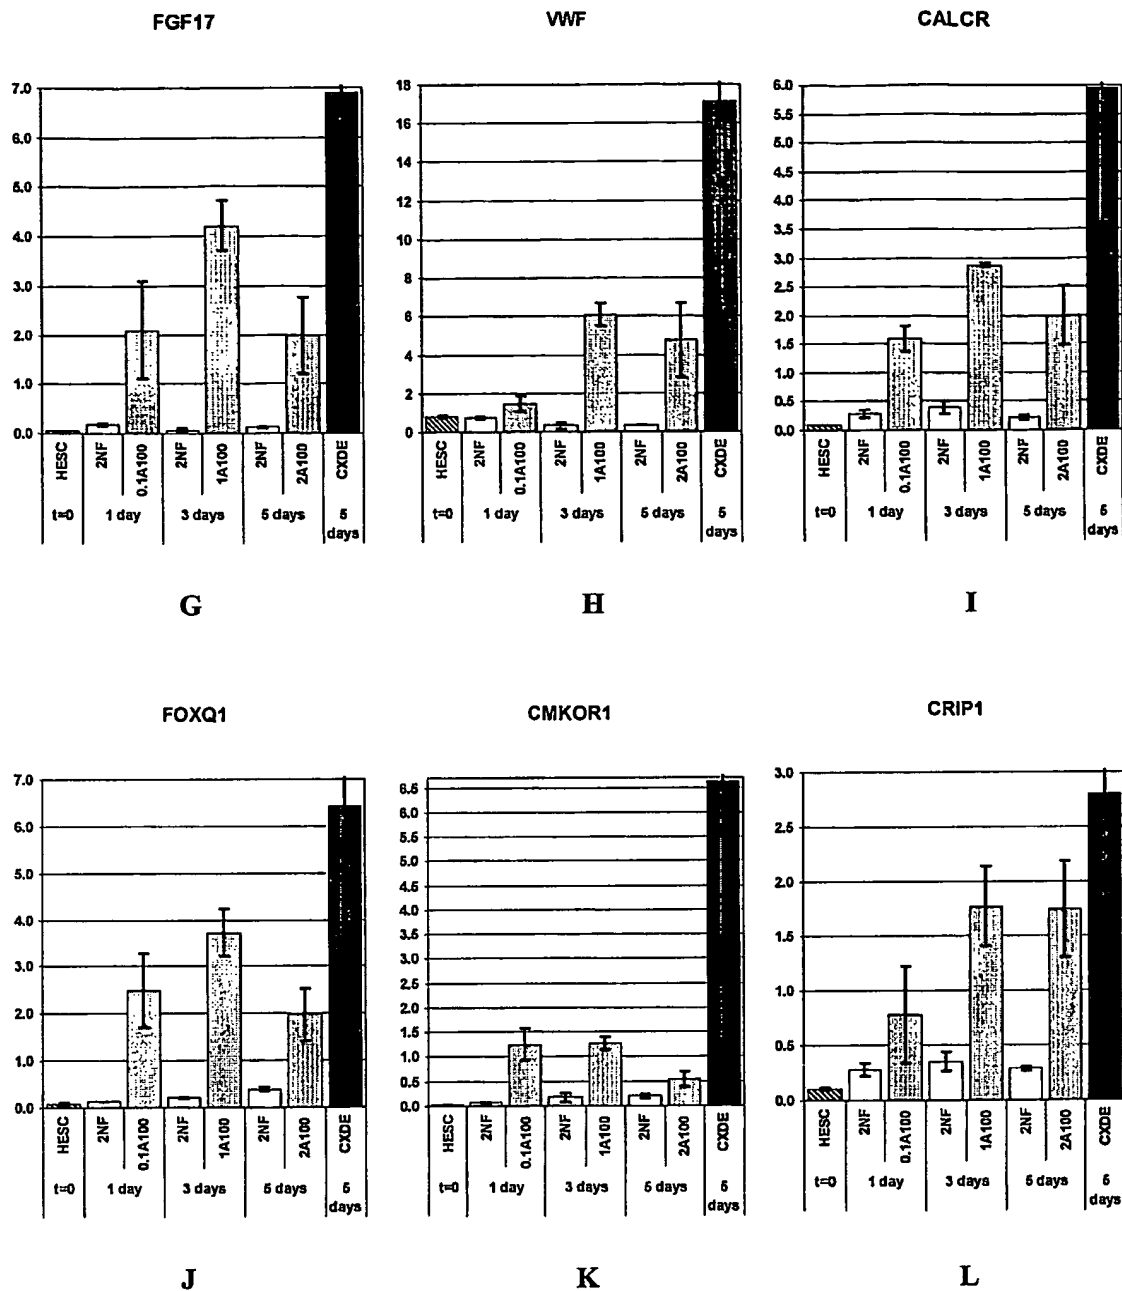 FGF17
VWF
CALCR
7.0
6.0
5.0
4.0
3.0
2.0
1.0
0.0
HESC
2NF
0.1A100
2NF
1A100
2NF
2A100
CXDE
t=0
1 day
3 days
5 days
5
days
18
16
14
12
10
8
6
4
2
0
HESC
2NF
0.1A100
2NF
1A100
2NF
2A100
CXDE
t=0
1 day
3 days
5 days
5
days
6.0
5.5
5.0
4.5
4.0
3.5
3.0
2.5
2.0
1.5
1.0
0.5
0.0
HESC
2NF
0.1A100
2NF
1A100
2NF
2A100
CXDE
t=0
1 day
3 days
5 days
5
days
G
H
I
FOXQ1
CMKOR1
CRIP1
7.0
6.0
5.0
4.0
3.0
2.0
1.0
0.0
HESC
2NF
0.1A100
2NF
1A100
2NF
2A100
CXDE
t=0
1 day
3 days
5 days
5
days
6.5
6.0
5.5
5.0
4.5
4.0
3.5
3.0
2.5
2.0
1.5
1.0
0.5
0.0
HESC
2NF
0.1A100
2NF
1A100
2NF
2A100
CXDE
t=0
1 day
3 days
5 days
5
days
3.0
2.5
2.0
1.5
1.0
0.5
0.0
HESC
2NF
0.1A100
2NF
1A100
2NF
2A100
CXDE
t=0
1 day
3 days
5 days
5
days
J
K
L